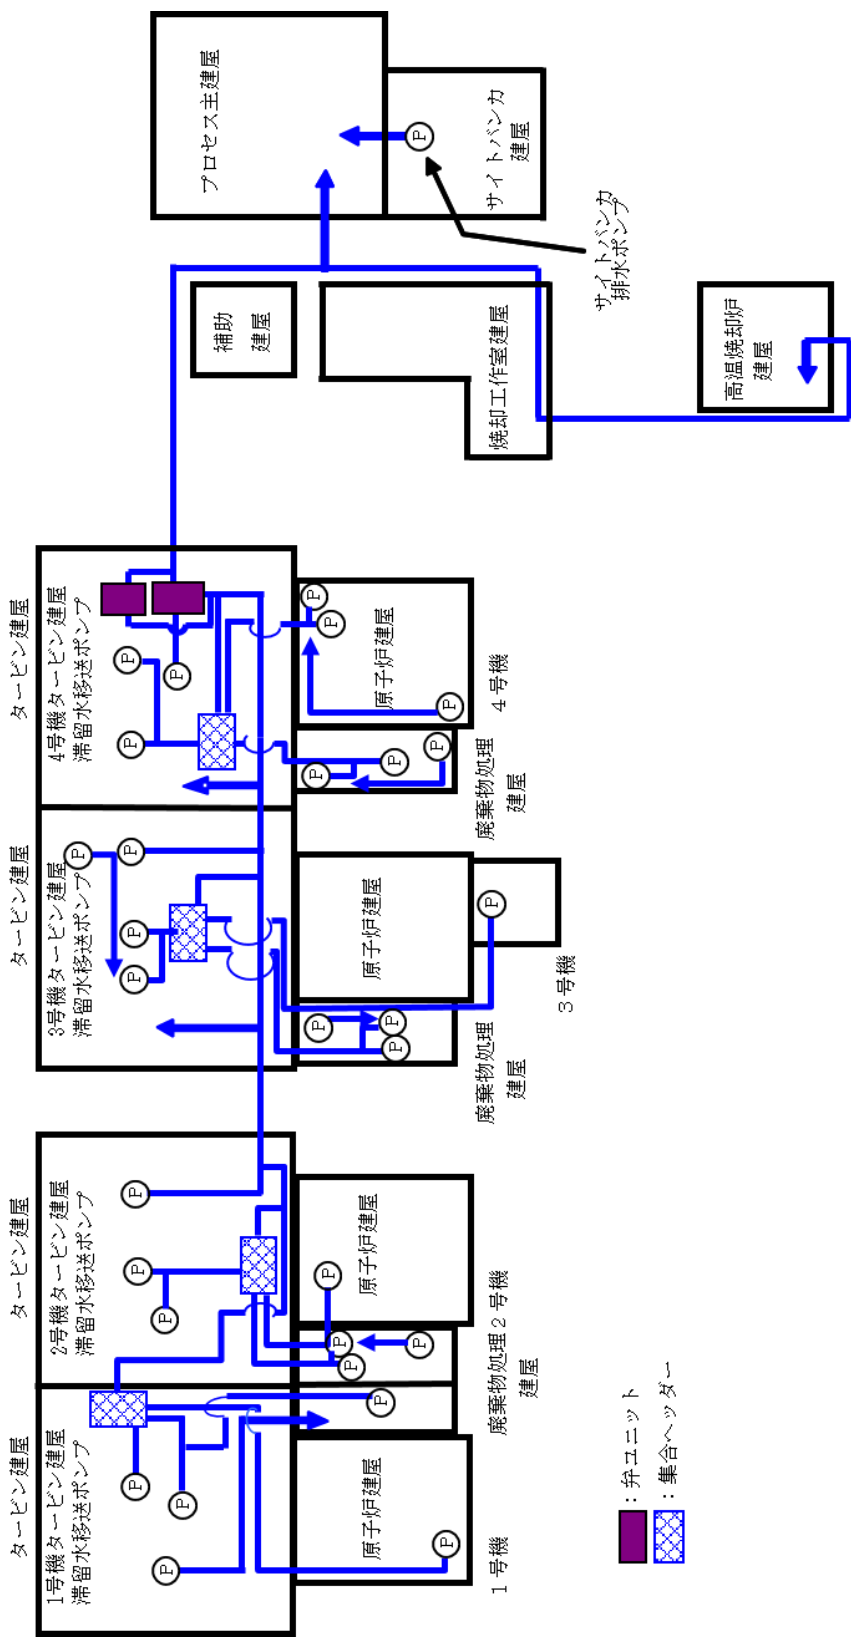 タービン建屋
1号機タービン建屋
滞留水移送ポンプ
P
P
P
原子炉建屋
P
P
1号機
タービン建屋
2号機タービン建屋
滞留水移送ポンプ
P
P
P
原子炉建屋
P
P
P
P
廃棄物処理2号機
建屋
タービン建屋
3号機タービン建屋
滞留水移送ポンプ
P
P
P
P
原子炉建屋
P
P
P
P
廃棄物処理
建屋
3号機
タービン建屋
4号機タービン建屋
滞留水移送ポンプ
P
P
P
原子炉建屋
P
P
P
P
P
P
廃棄物処理
建屋
4号機
補助
建屋
焼却工作室建屋
プロセス主建屋
P
サイトバンカ
建屋
サイトバンカ
排水ポンプ
高温焼却炉
建屋
：弁ユニット
：集合ヘッダー